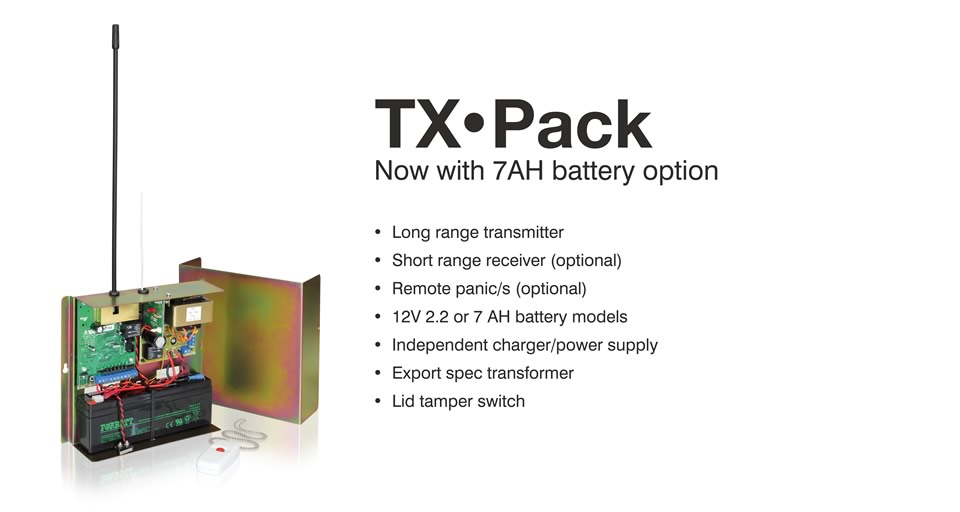 TX•Pack
Now with 7AH battery option
• Long range transmitter
• Short range receiver (optional)
• Remote panic/s (optional)
• 12V 2.2 or 7 AH battery models
• Independent charger/power supply
• Export spec transformer
• Lid tamper switch